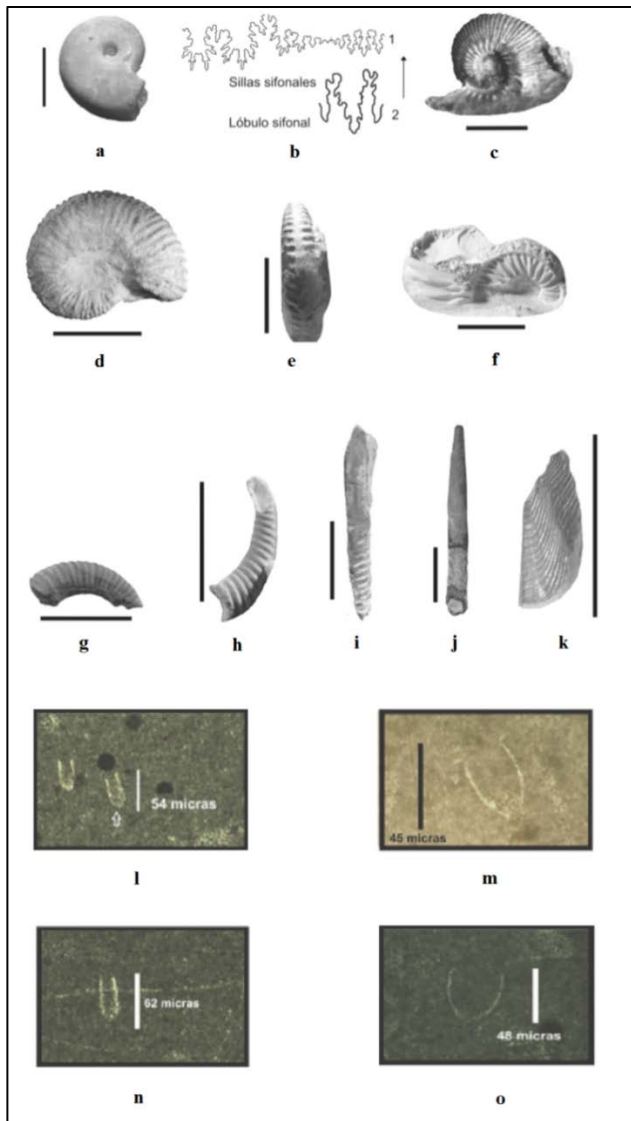 a
b
c
Sillas sifonales
Lóbulo sifonal
1
2
d
e
f
g
h
i
j
k
54 micras
l
45 micras
m
62 micras
n
48 micras
o